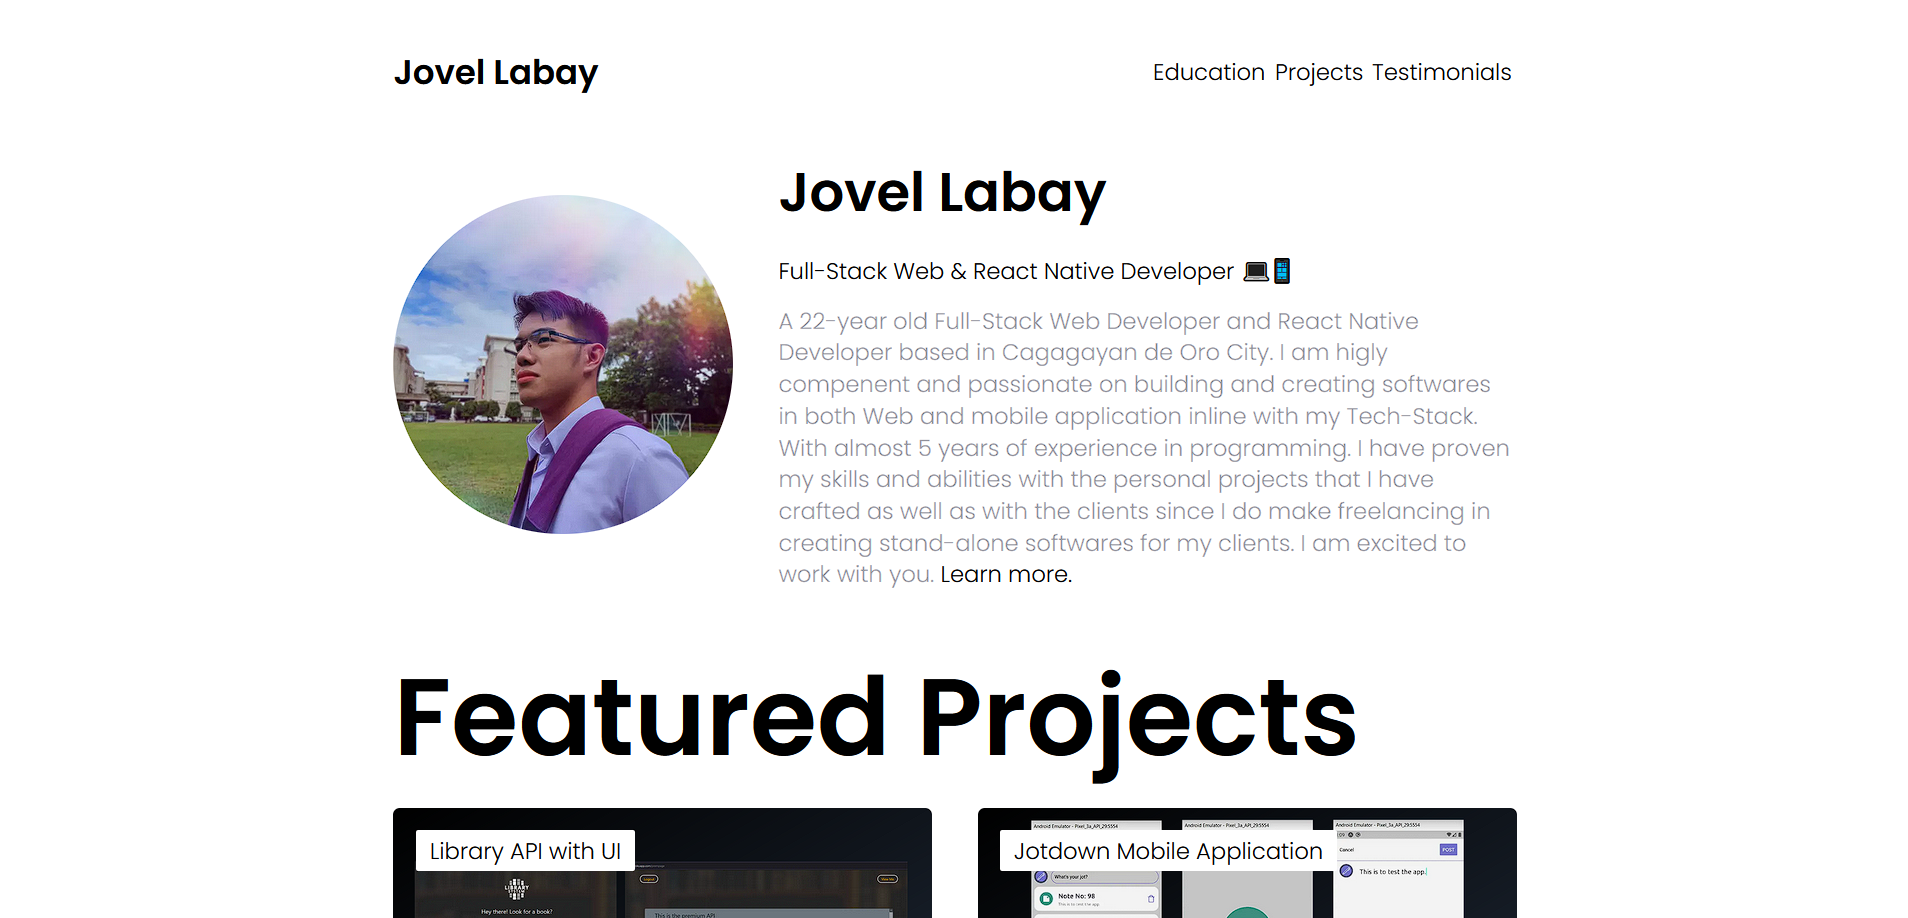 Jovel Labay
Education Projects Testimonials
Jovel Labay
Full-Stack Web & React Native Developer 💻📱
A 22-year old Full-Stack Web Developer and React Native
Developer based in Cagagayan de Oro City. I am higly
compenent and passionate on building and creating softwares
in both Web and mobile application inline with my Tech-Stack.
With almost 5 years of experience in programming. I have proven
my skills and abilities with the personal projects that I have
crafted as well as with the clients since I do make freelancing in
creating stand-alone softwares for my clients. I am excited to
work with you. Learn more.
Featured Projects
Library API with UI
LIBRARY
SYSTEM
Hey there! Look for a book?
Logout
This is the premium API
Jotdown Mobile Application
Android Emulator - Pixel_3a_API_29:5554
Android Emulator - Pixel_3a_API_29:5554
Android Emulator - Pixel_3a_API_29:5554
What's your jot?
Note No: 98
This is to test the app.
Cancel
POST
This is to test the app.